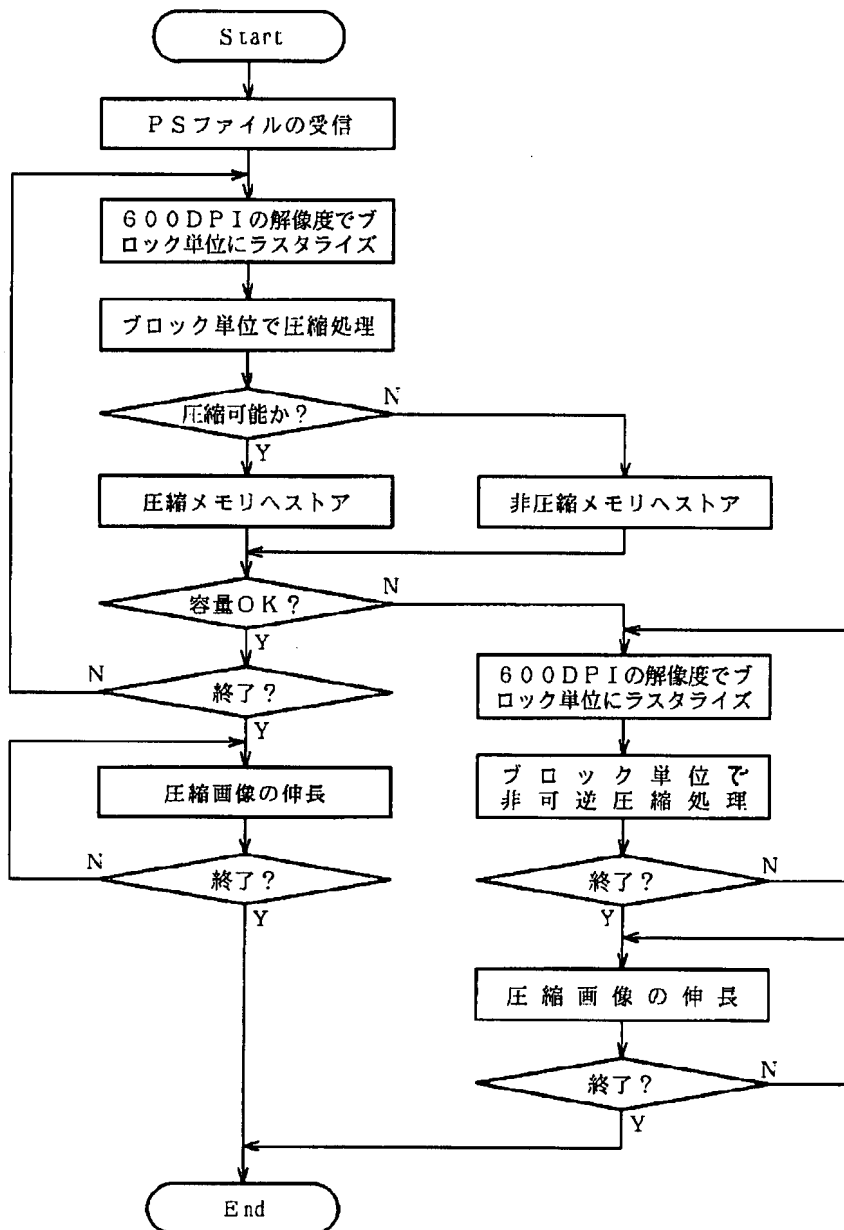 Start
PSファイルの受信
600DPIの解像度でブ
ロック単位にラスタライズ
ブロック単位で圧縮処理
圧縮可能か?
N
Y
圧縮メモリへストア
非圧縮メモリへストア
容量OK?
N
Y
終了?
N
Y
圧縮画像の伸長
終了?
N
Y
600DPIの解像度でブ
ロック単位にラスタライズ
ブロック単位で
非可逆圧縮処理
終了?
N
Y
圧縮画像の伸長
終了?
N
Y
End